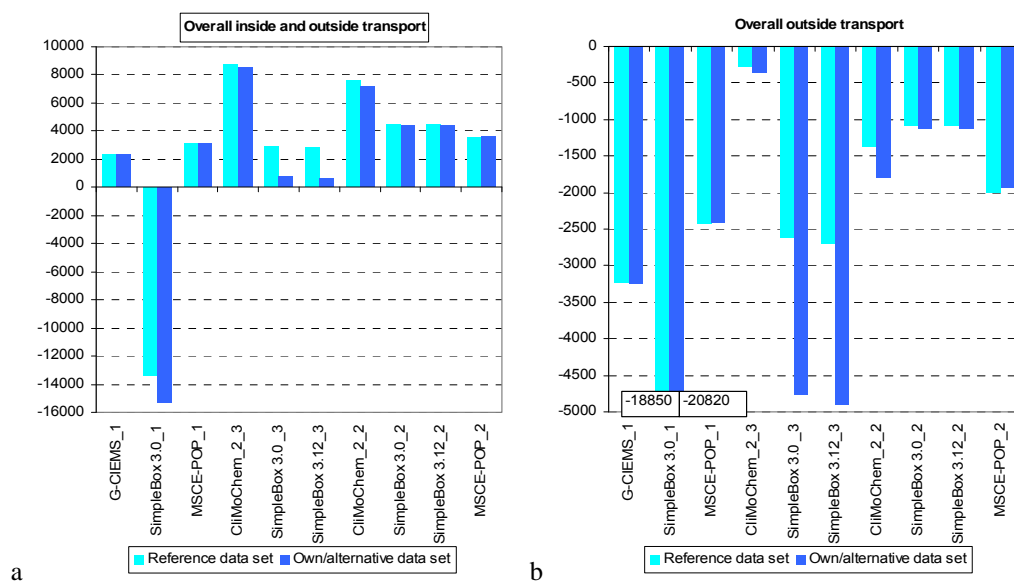 Overall inside and outside transport
10000
8000
6000
4000
2000
0
-2000
-4000
-6000
-8000
-10000
-12000
-14000
-16000
G-CIEMS_1
SimpleBox 3.0_1
MSCE-POP_1
CliMoChem_2_3
SimpleBox 3.0_3
SimpleBox 3.12_3
CliMoChem_2_2
SimpleBox 3.0_2
SimpleBox 3.12_2
MSCE-POP_2
Reference data set Own/alternative data set
a
Overall outside transport
0
-500
-1000
-1500
-2000
-2500
-3000
-3500
-4000
-4500
-5000
-18850 -20820
G-CIEMS_1
SimpleBox 3.0_1
MSCE-POP_1
CliMoChem_2_3
SimpleBox 3.0_3
SimpleBox 3.12_3
CliMoChem_2_2
SimpleBox 3.0_2
SimpleBox 3.12_2
MSCE-POP_2
Reference data set Own/alternative data set
b